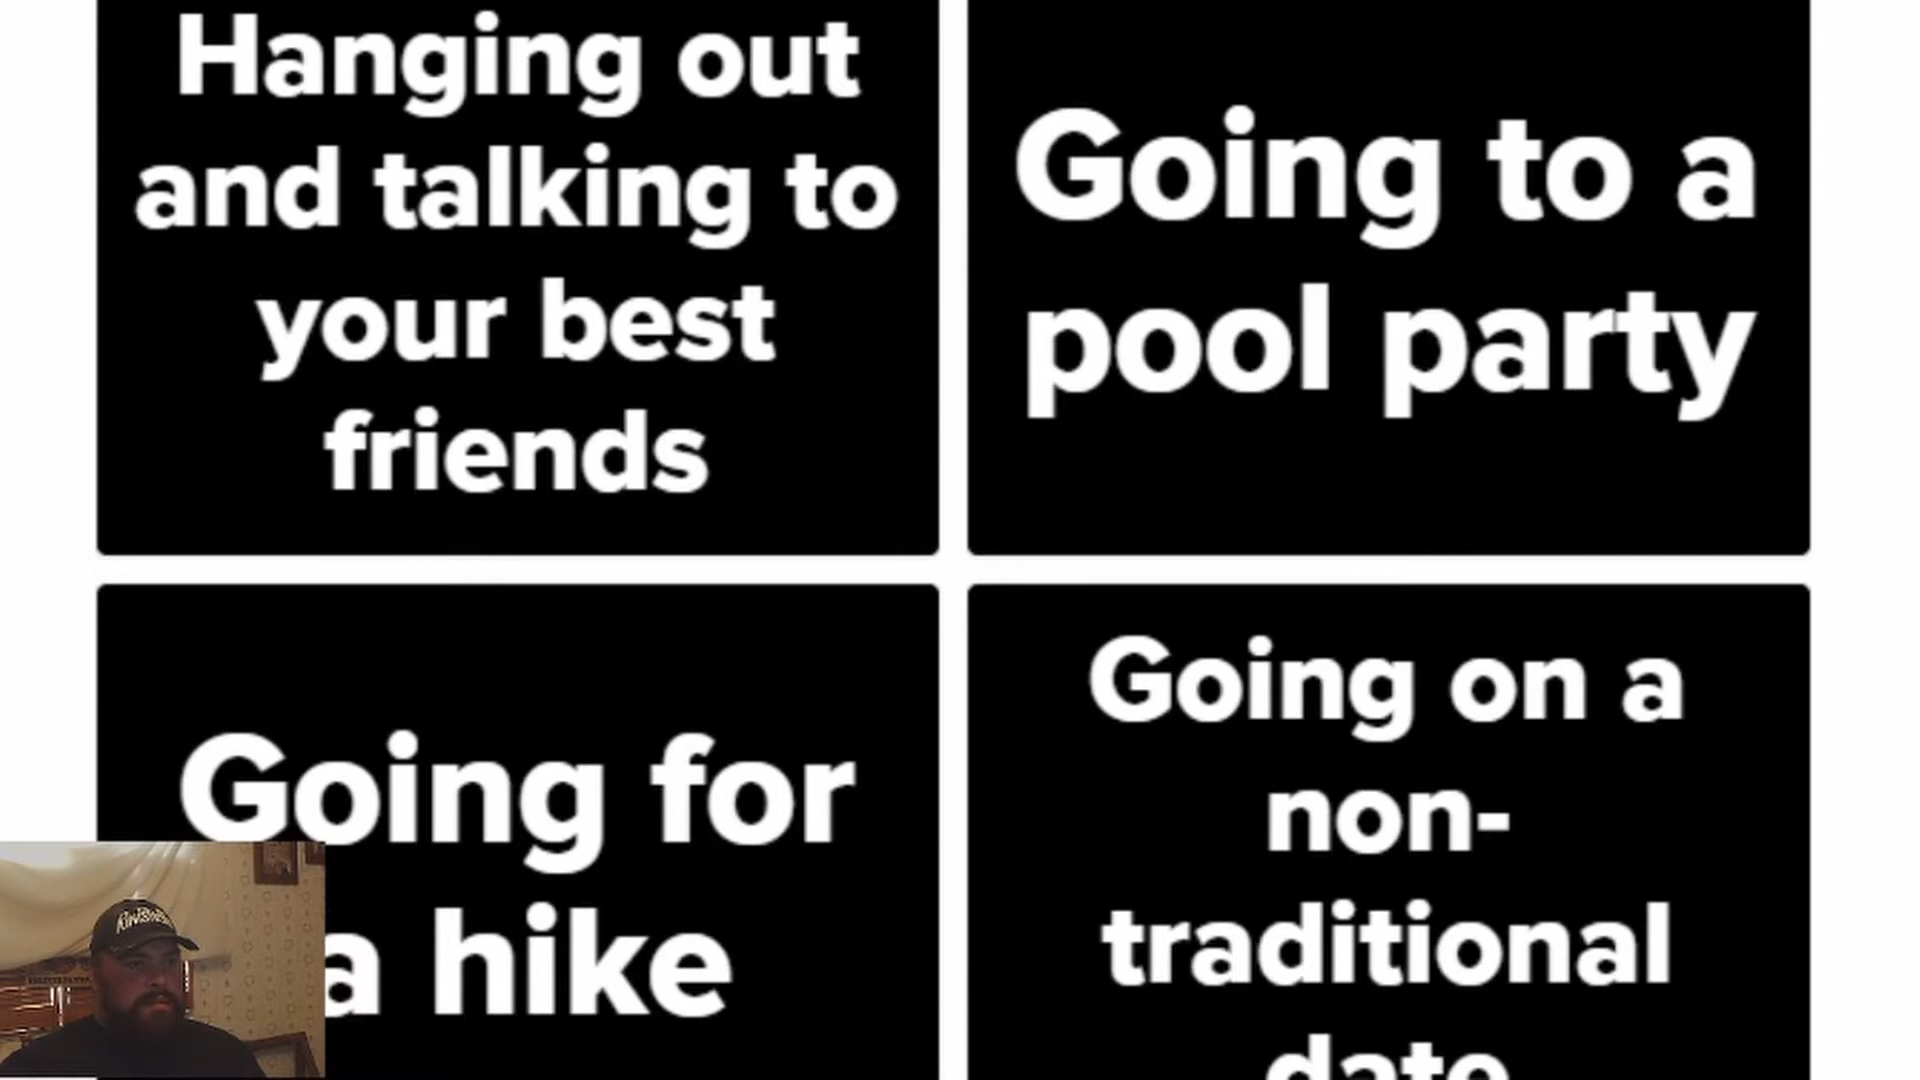 Hanging out
and talking to
your best
friends
Going to a
pool party
Going for
a hike
Going on a
non-
traditional
date